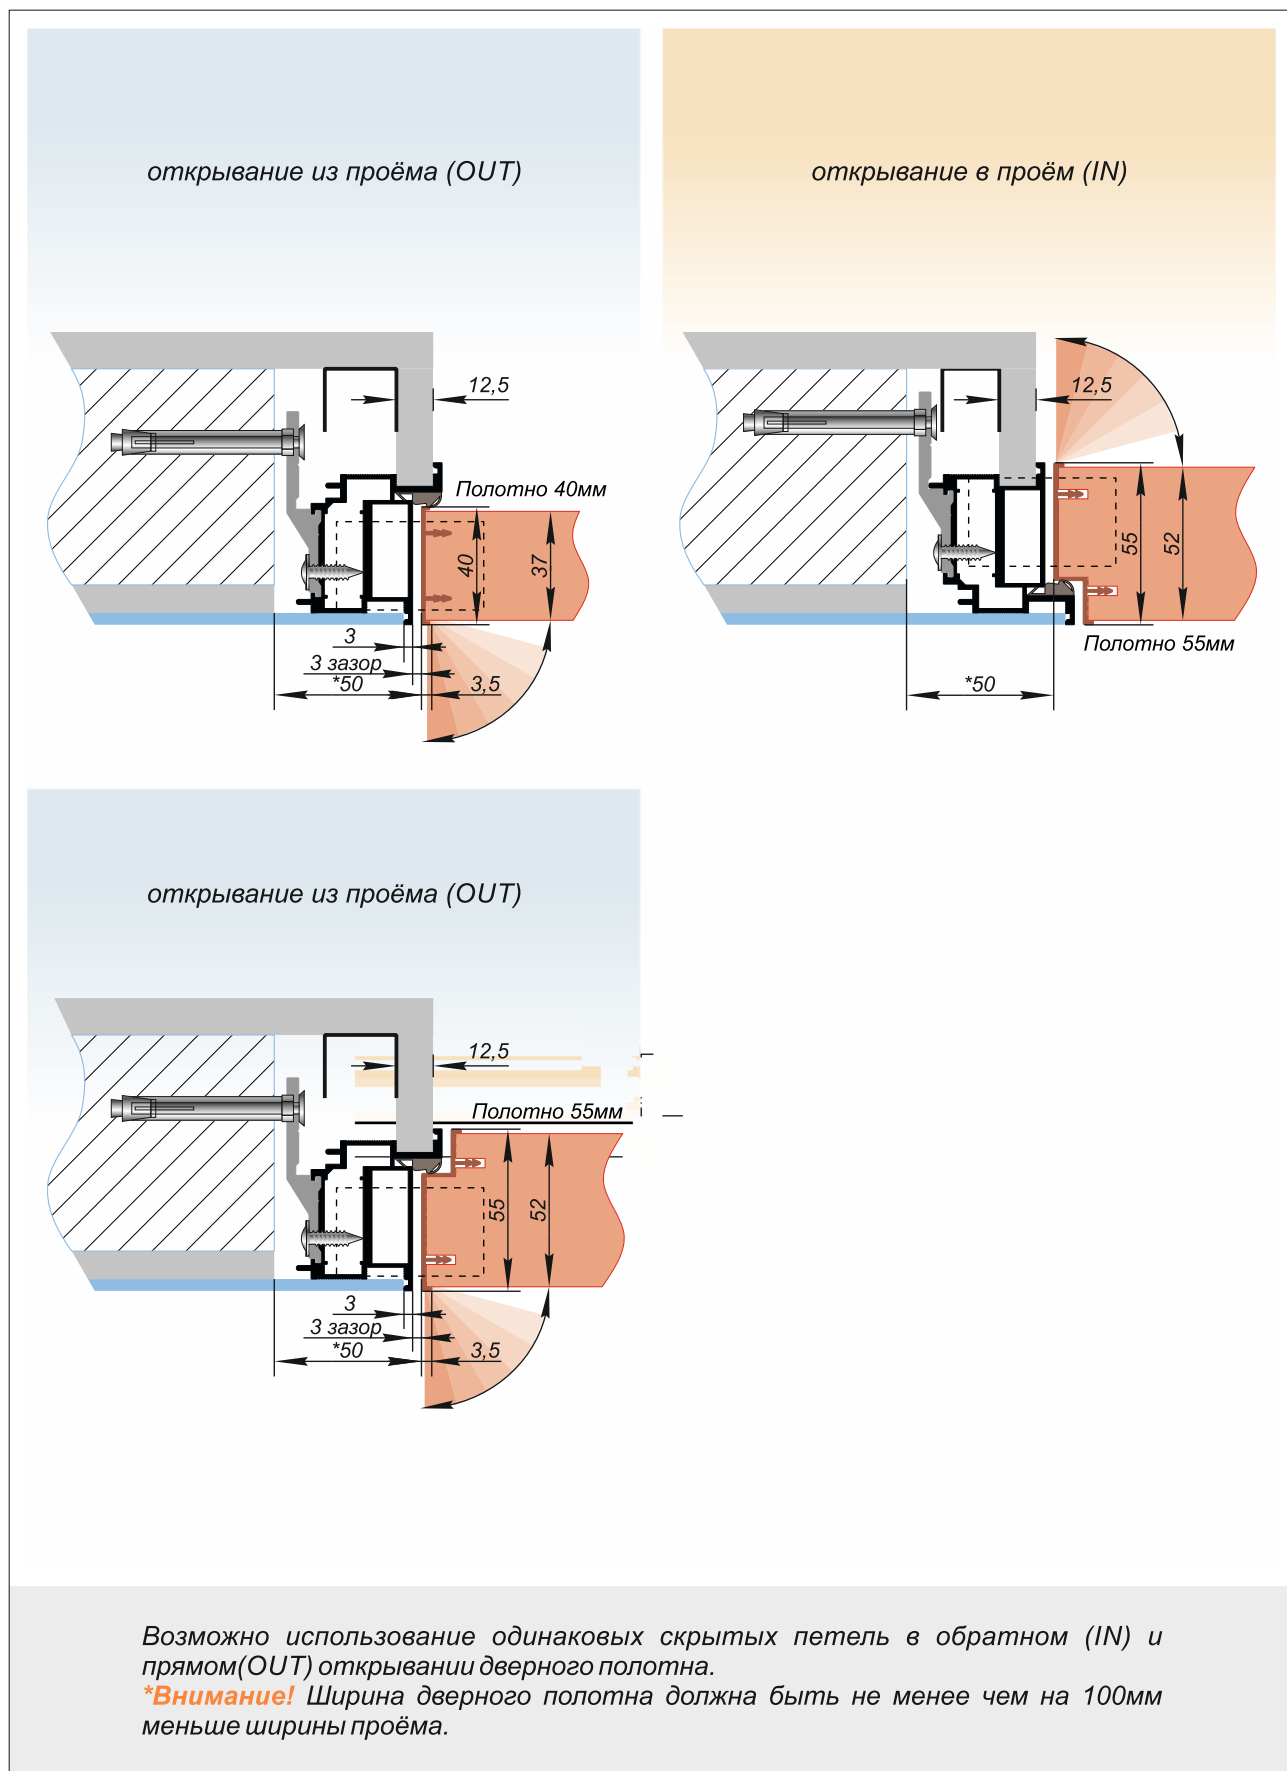 открывание из проёма (OUT)
12,5
Полотно 40мм
40
37
3
3 зазор
*50
3,5
открывание в проём (IN)
12,5
55
52
Полотно 55мм
*50
открывание из проёма (OUT)
12,5
Полотно 55мм
55
52
3
3 зазор
*50
3,5
Возможно использование одинаковых скрытых петель в обратном (IN) и
прямом(OUT) открывании дверного полотна.
*Внимание! Ширина дверного полотна должна быть не менее чем на 100мм
меньше ширины проёма.